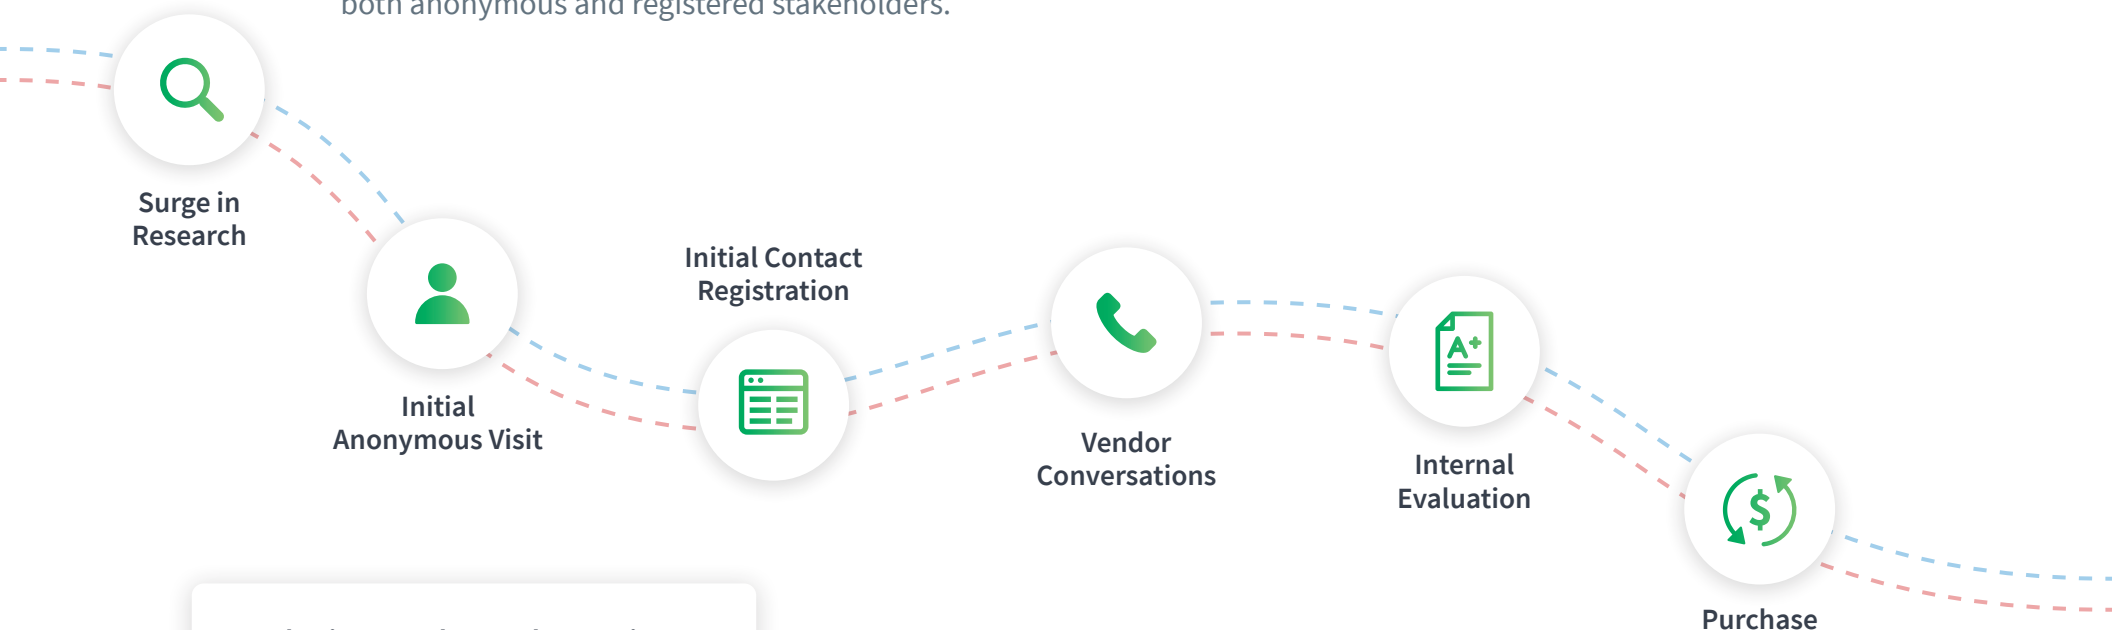 both anonymous and registered stakeholders.
Surge in
Research
Initial
Anonymous Visit
Initial Contact
Registration
Vendor
Conversations
A+
Internal
Evaluation
$
Purchase